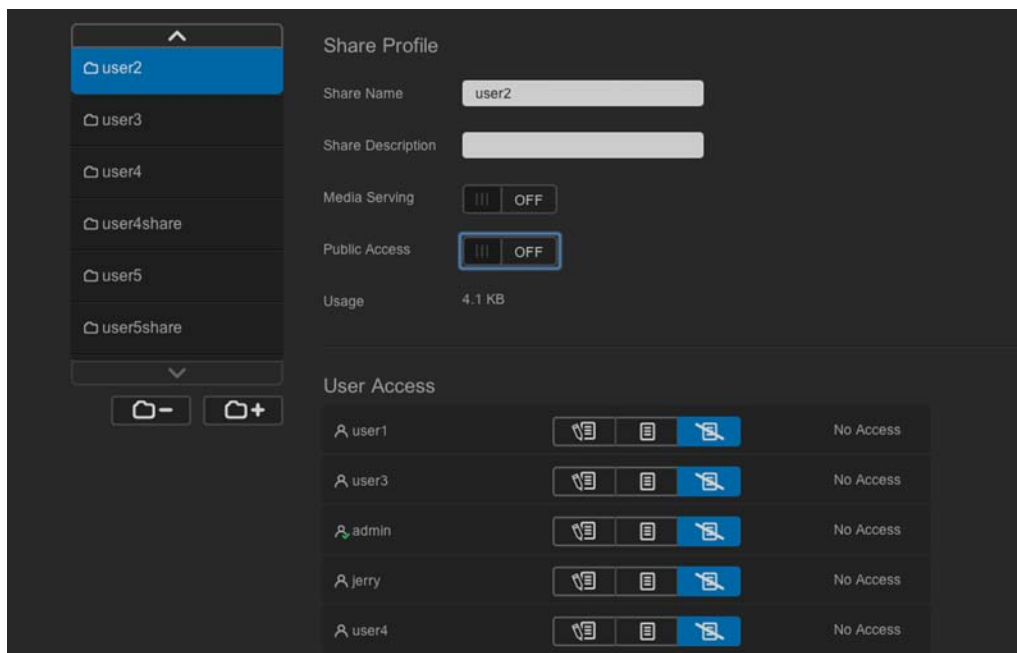 user2
user3
user4
user4share
user5
user5share
Share Profile
Share Name user2
Share Description
Media Serving OFF
Public Access OFF
Usage 4.1 KB
User Access
user1 No Access
user3 No Access
admin No Access
jerry No Access
user4 No Access